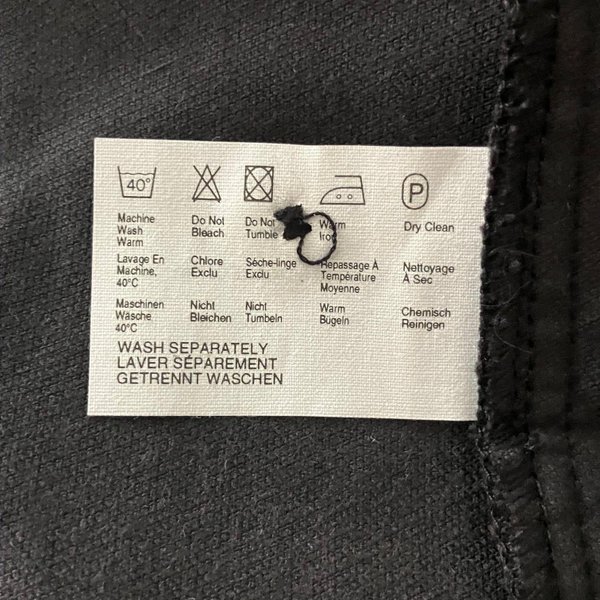 40°
P
Machine
Wash
Warm
Do Not
Bleach
Do Not
Tumble
Warm
Iron
Dry Clean
Lavage En
Machine,
40°C
Chlore
Exclu
Sèche-linge
Exclu
Repassage À
Température
Moyenne
Nettoyage
À Sec
Maschinen
Wäsche
40°C
Nicht
Bleichen
Nicht
Tumbeln
Warm
Bügeln
Chemisch
Reinigen
WASH SEPARATELY
LAVER SÉPAREMENT
GETRENNT WASCHEN